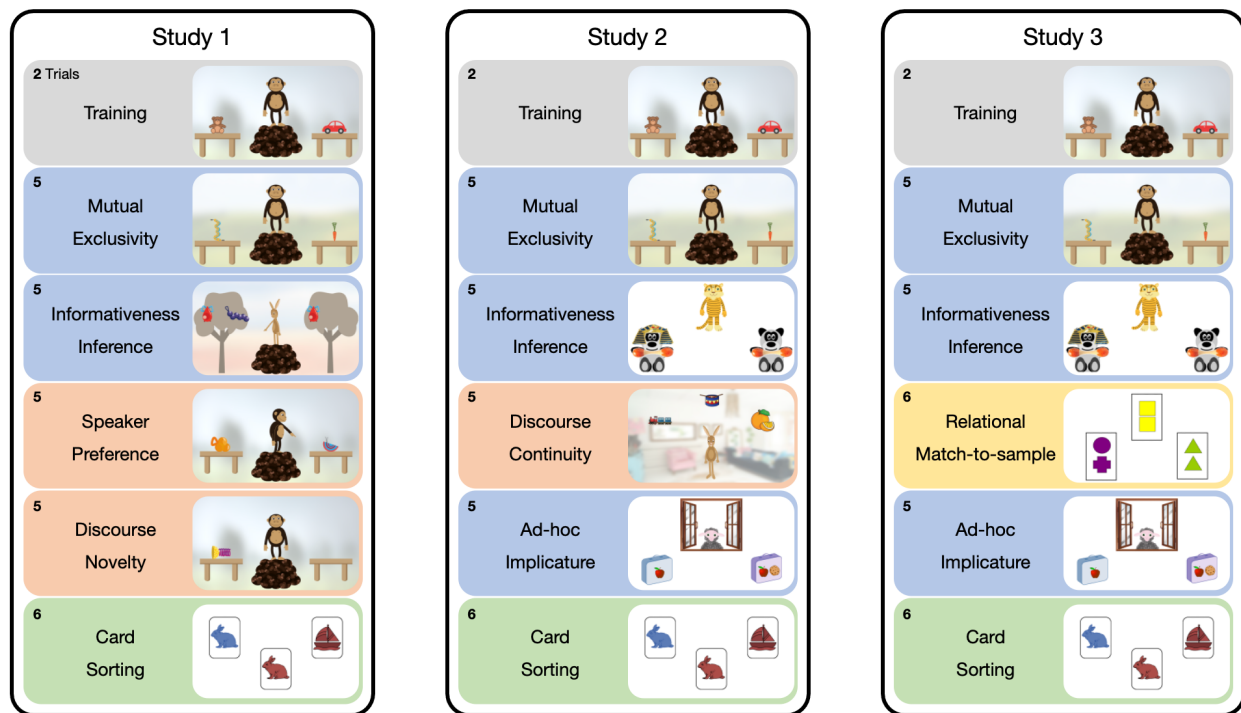 Study 1
2 Trials
Training
5
Mutual
Exclusivity
5
Informativeness
Inference
5
Speaker
Preference
5
Discourse
Novelty
6
Card
Sorting
Study 2
2
Training
5
Mutual
Exclusivity
5
Informativeness
Inference
5
Discourse
Continuity
5
Ad-hoc
Implicature
6
Card
Sorting
Study 3
2
Training
5
Mutual
Exclusivity
5
Informativeness
Inference
6
Relational
Match-to-sample
5
Ad-hoc
Implicature
6
Card
Sorting